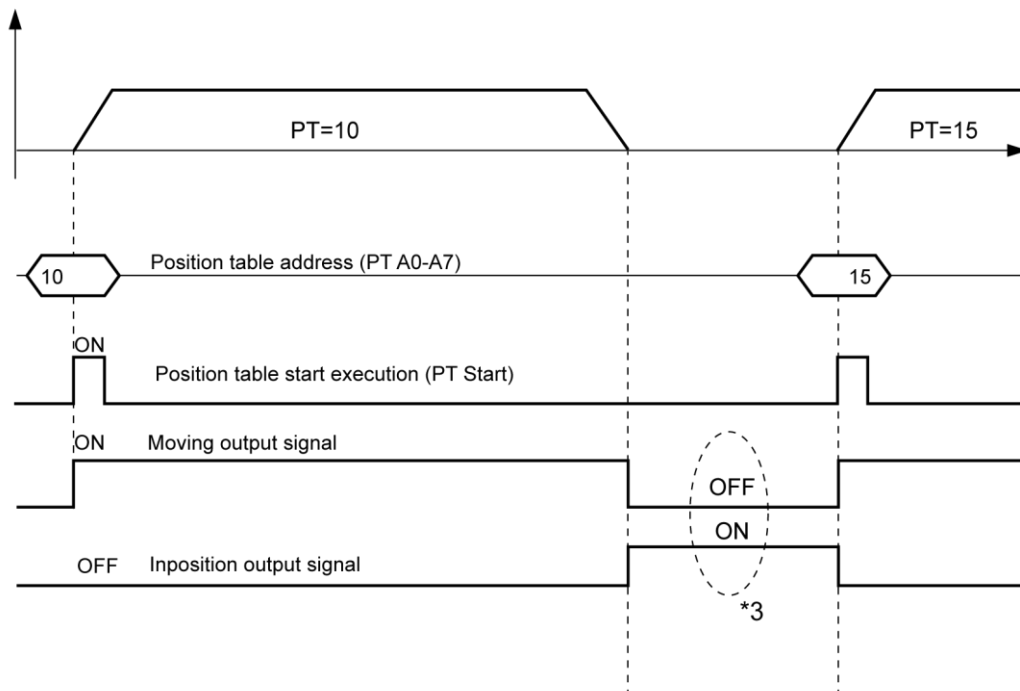 PT=10
PT=15
10
Position table address (PT A0-A7)
15
ON
Position table start execution (PT Start)
ON
Moving output signal
OFF
ON
OFF
Inposition output signal
*3